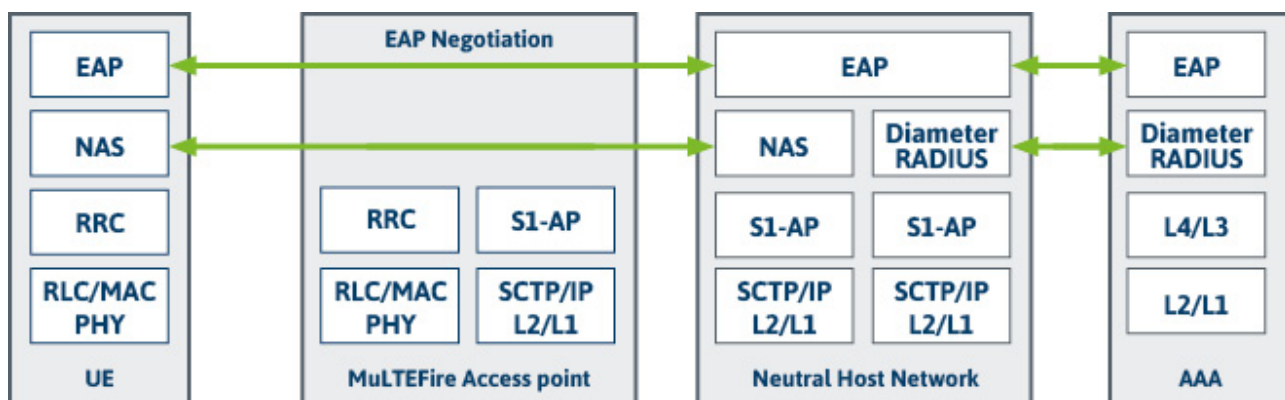 EAP
NAS
RRC
RLC/MAC
PHY
UE
EAP Negotiation
RRC
S1-AP
RLC/MAC
PHY
SCTP/IP
L2/L1
MuLTEFire Access point
EAP
NAS
Diameter
RADIUS
S1-AP
S1-AP
SCTP/IP
L2/L1
SCTP/IP
L2/L1
Neutral Host Network
EAP
Diameter
RADIUS
L4/L3
L2/L1
AAA